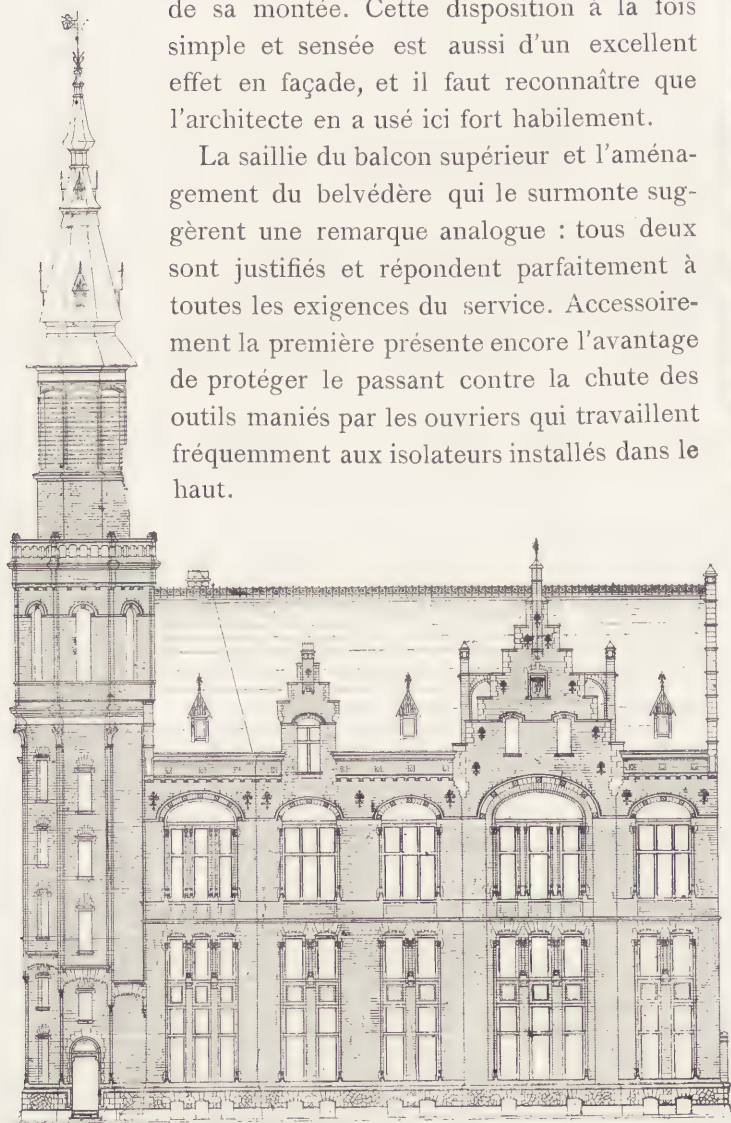 de sa montée. Cette disposition à la fois
simple et sensée est aussi d'un excellent
effet en façade, et il faut reconnaître que
l'architecte en a usé ici fort habilement.
La saillie du balcon supérieur et l'aména-
gement du belvédère qui le surmonte sug-
gèrent une remarque analogue : tous deux
sont justifiés et répondent parfaitement à
toutes les exigences du service. Accessoire-
ment la première présente encore l'avantage
de protéger le passant contre la chute des
outils maniés par les ouvriers qui travaillent
fréquemment aux isolateurs installés dans le
haut.